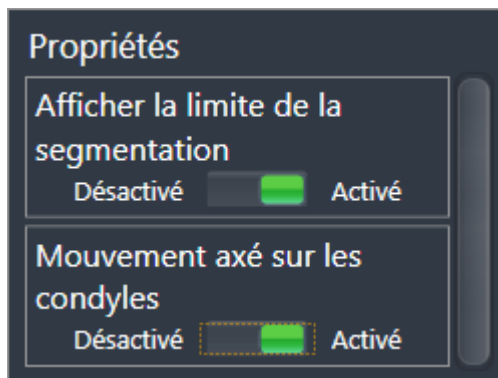 Propriétés
Afficher la limite de la
segmentation
Désactivé Activé
Mouvement axé sur les
condyles
Désactivé Activé